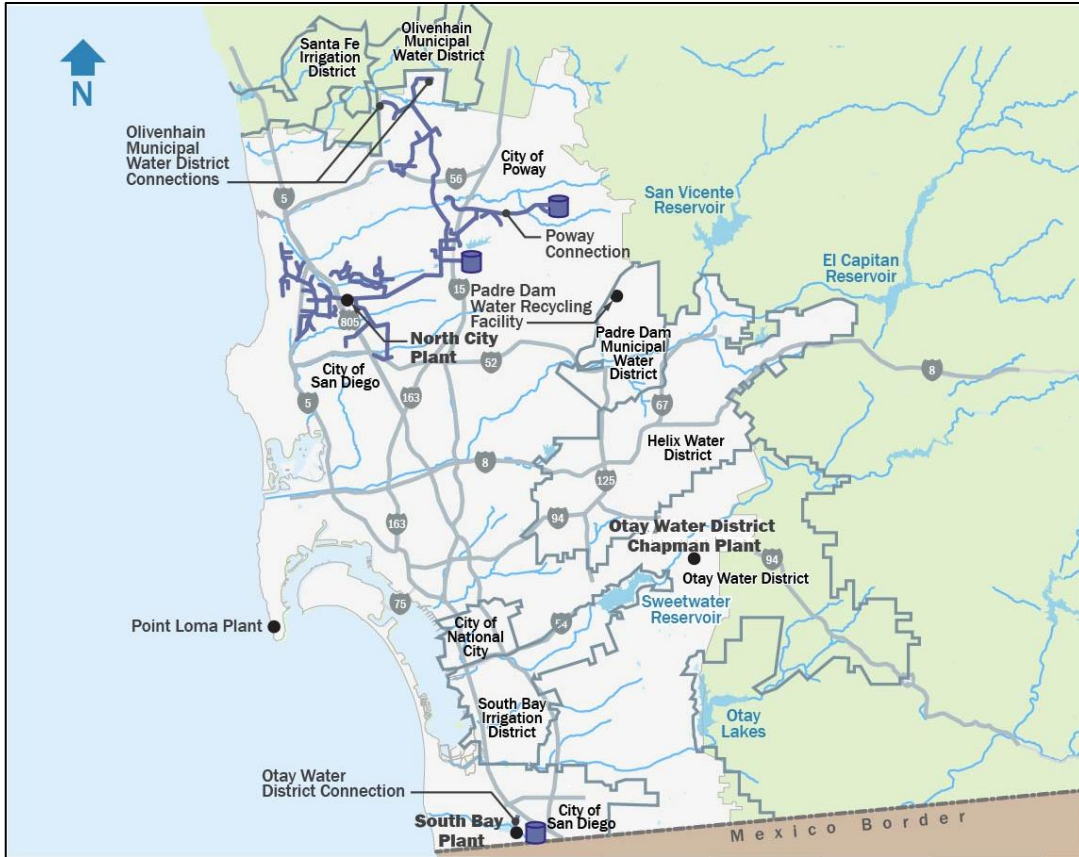 Olivenhain
Municipal
Water District
Santa Fe
Irrigation
District
N
Olivenhain
Municipal
Water District
Connections
City of
Poway
56
5
San Vicente
Reservoir
Poway
Connection
El Capitan
Reservoir
15
Padre Dam
Water Recycling
Facility
805
North City
Plant
Padre Dam
Municipal
Water
District
52
City of
San Diego
8
5
163
67
Helix Water
District
8
125
94
163
Otay Water District
Chapman Plant
94
Otay Water District
75
Sweetwater
Reservoir
Point Loma Plant
City of
National
City
54
South Bay
Irrigation
District
Otay
Lakes
Otay Water
District Connection
City of
San Diego
South Bay
Plant
Mexico Border